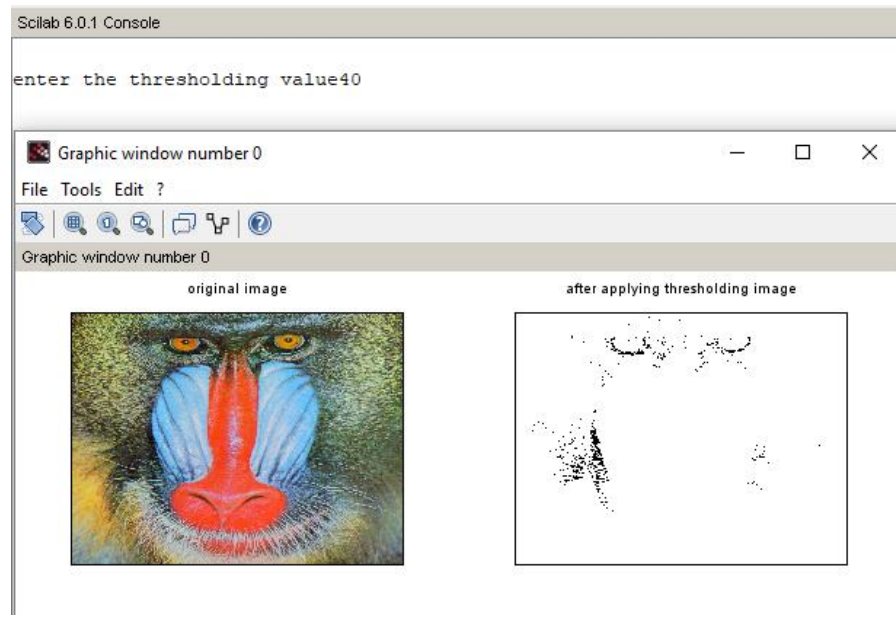 Scilab 6.0.1 Console
enter the thresholding value40
Graphic window number 0
File Tools Edit ?
Graphic window number 0
original image
after applying thresholding image